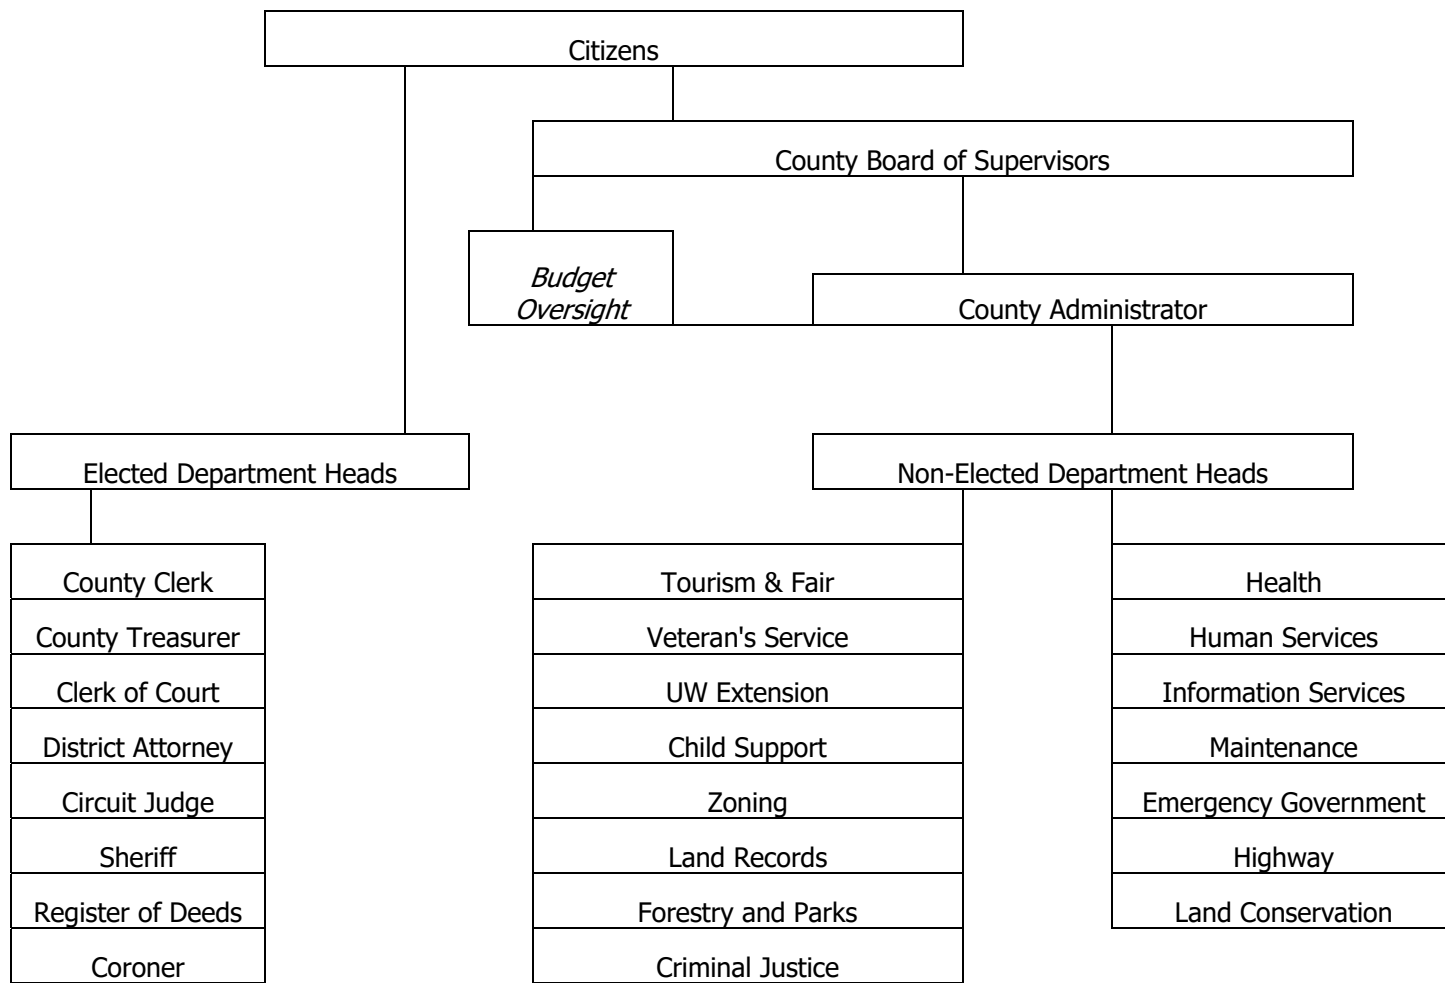 Citizens
County Board of Supervisors
Budget
Oversight
County Administrator
Elected Department Heads
Non-Elected Department Heads
County Clerk
County Treasurer
Clerk of Court
District Attorney
Circuit Judge
Sheriff
Register of Deeds
Coroner
Tourism & Fair
Veteran's Service
UW Extension
Child Support
Zoning
Land Records
Forestry and Parks
Criminal Justice
Health
Human Services
Information Services
Maintenance
Emergency Government
Highway
Land Conservation